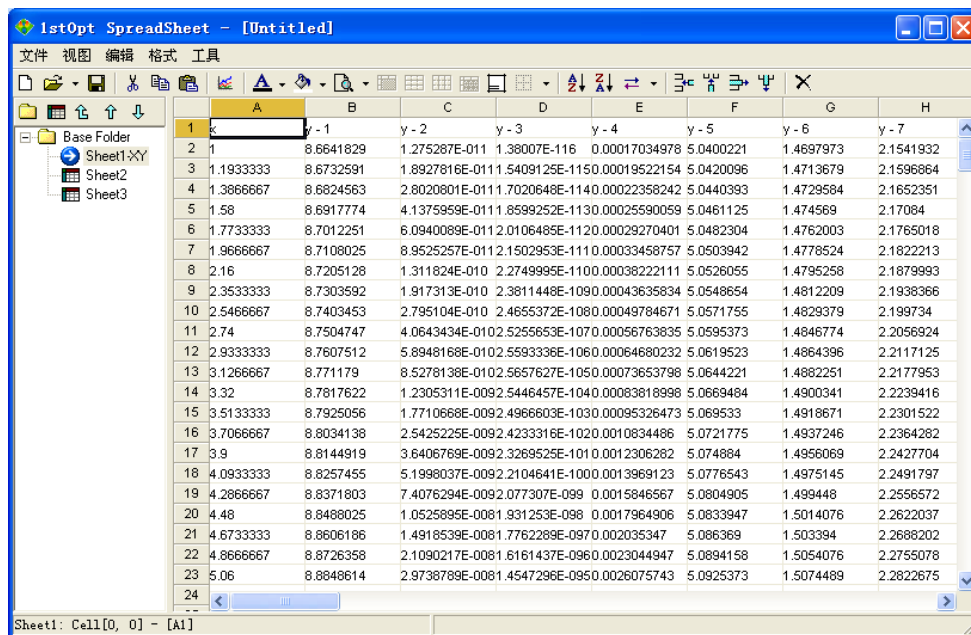 1stOpt SpreadSheet - [Untitled]
文件 视图 编辑 格式 工具
A B C D E F G H
Base Folder
Sheet1-XY
Sheet2
Sheet3
1 x y - 1 y - 2 y - 3 y - 4 y - 5 y - 6 y - 7
2 1 8.6641829 1.275287E-011 1.38007E-116 0.00017034978 5.0400221 1.4697973 2.1541932
3 1.1933333 8.6732591 1.8927816E-011 1.5409125E-115 0.00019522154 5.0420096 1.4713679 2.1596864
4 1.3866667 8.6824563 2.8020801E-011 1.7020648E-114 0.00022358242 5.0440393 1.4729584 2.1652351
5 1.58 8.6917774 4.1375959E-011 1.8599252E-113 0.00025590059 5.0461125 1.474569 2.17084
6 1.7733333 8.7012251 6.0940089E-011 2.0106485E-112 0.00029270401 5.0482304 1.4762003 2.1765018
7 1.9666667 8.7108025 8.9525257E-011 2.1502953E-111 0.00033458757 5.0503942 1.4778524 2.1822213
8 2.16 8.7205128 1.311824E-010 2.2749995E-110 0.00038222111 5.0526055 1.4795258 2.1879993
9 2.3533333 8.7303592 1.917313E-010 2.3811448E-109 0.00043635834 5.0548654 1.4812209 2.1938366
10 2.5466667 8.7403453 2.795104E-010 2.4655372E-108 0.00049784671 5.0571755 1.4829379 2.199734
11 2.74 8.7504747 4.0643434E-010 2.5255653E-107 0.00056763835 5.0595373 1.4846774 2.2056924
12 2.9333333 8.7607512 5.8948168E-010 2.5593336E-106 0.00064680232 5.0619523 1.4864396 2.2117125
13 3.1266667 8.771179 8.5278138E-010 2.5657627E-105 0.00073653798 5.0644221 1.4882251 2.2177953
14 3.32 8.7817622 1.2305311E-009 2.5446457E-104 0.00083818998 5.0669484 1.4900341 2.2239416
15 3.5133333 8.7925056 1.7710668E-009 2.4966603E-103 0.00095326473 5.069533 1.4918671 2.2301522
16 3.7066667 8.8034138 2.5425225E-009 2.4233316E-102 0.0010834486 5.0721775 1.4937246 2.2364282
17 3.9 8.8144919 3.6406769E-009 2.3269525E-101 0.0012306282 5.074884 1.4956069 2.2427704
18 4.0933333 8.8257455 5.1998037E-009 2.2104641E-100 0.0013969123 5.0776543 1.4975145 2.2491797
19 4.2866667 8.8371803 7.4076294E-009 2.077307E-099 0.0015846567 5.0804905 1.499448 2.2556572
20 4.48 8.8488025 1.0525895E-008 1.931253E-098 0.0017964906 5.0833947 1.5014076 2.2622037
21 4.6733333 8.8606186 1.4918539E-008 1.7762289E-097 0.002035347 5.086369 1.503394 2.2688202
22 4.8666667 8.8726358 2.1090217E-008 1.6161437E-096 0.0023044947 5.0894158 1.5054076 2.2755078
23 5.06 8.8848614 2.9738789E-008 1.4547296E-095 0.0026075743 5.0925373 1.5074489 2.2822675
24
Sheet1: Cell[0, 0] - [A1]